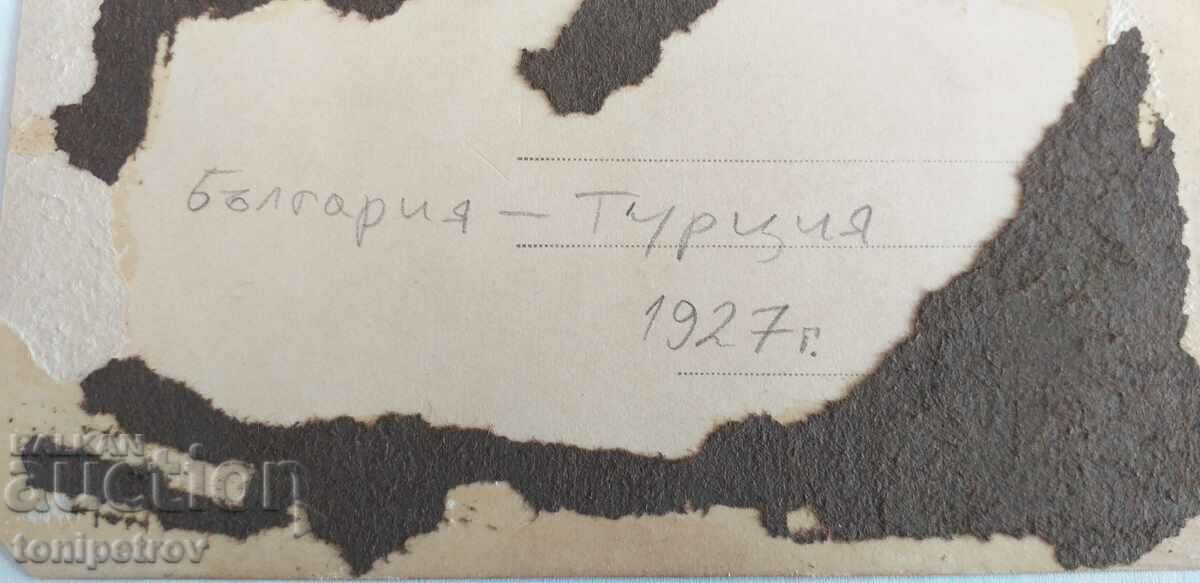 България – Турция
1927 г.
BALKAN
auction
tonipetrov